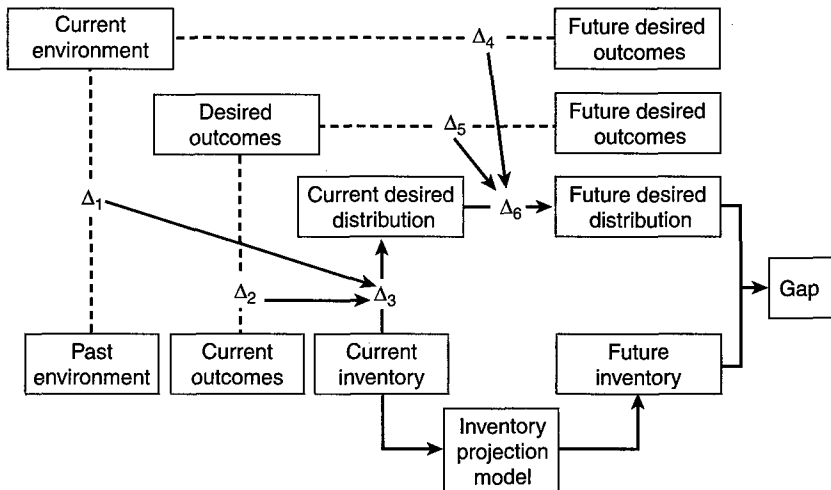 Current
environment
Δ4
Future desired
outcomes
Desired
outcomes
Δ5
Future desired
outcomes
Δ1
Current desired
distribution
Δ6
Future desired
distribution
Δ2
Δ3
Gap
Past
environment
Current
outcomes
Current
inventory
Future
inventory
Inventory
projection
model